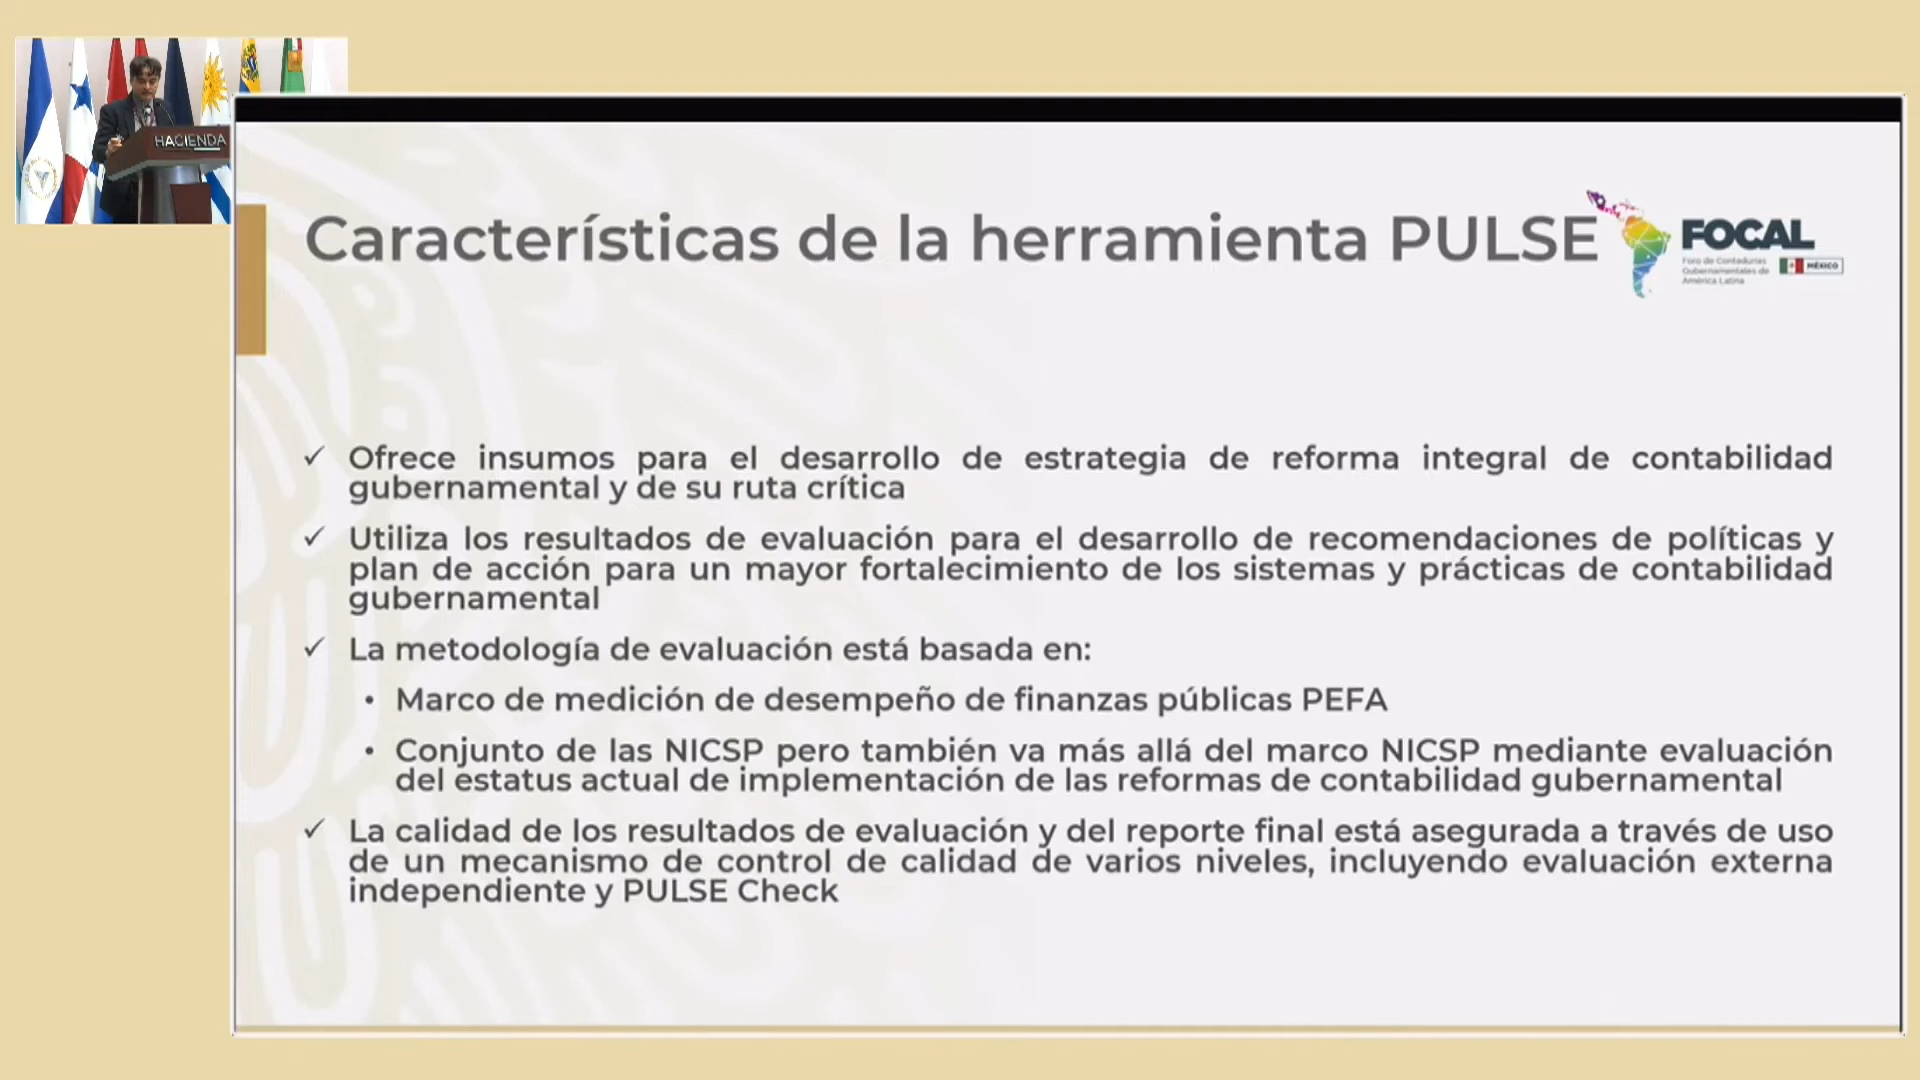 HACIENDA
Características de la herramienta PULSE
FOCAL
Foro de Contadurías
Gubernamentales de
América Latina
MÉXICO
✓ Ofrece insumos para el desarrollo de estrategia de reforma integral de contabilidad
gubernamental y de su ruta crítica
✓ Utiliza los resultados de evaluación para el desarrollo de recomendaciones de políticas y
plan de acción para un mayor fortalecimiento de los sistemas y prácticas de contabilidad
gubernamental
✓ La metodología de evaluación está basada en:
• Marco de medición de desempeño de finanzas públicas PEFA
• Conjunto de las NICSP pero también va más allá del marco NICSP mediante evaluación
del estatus actual de implementación de las reformas de contabilidad gubernamental
✓ La calidad de los resultados de evaluación y del reporte final está asegurada a través de uso
de un mecanismo de control de calidad de varios niveles, incluyendo evaluación externa
independiente y PULSE Check